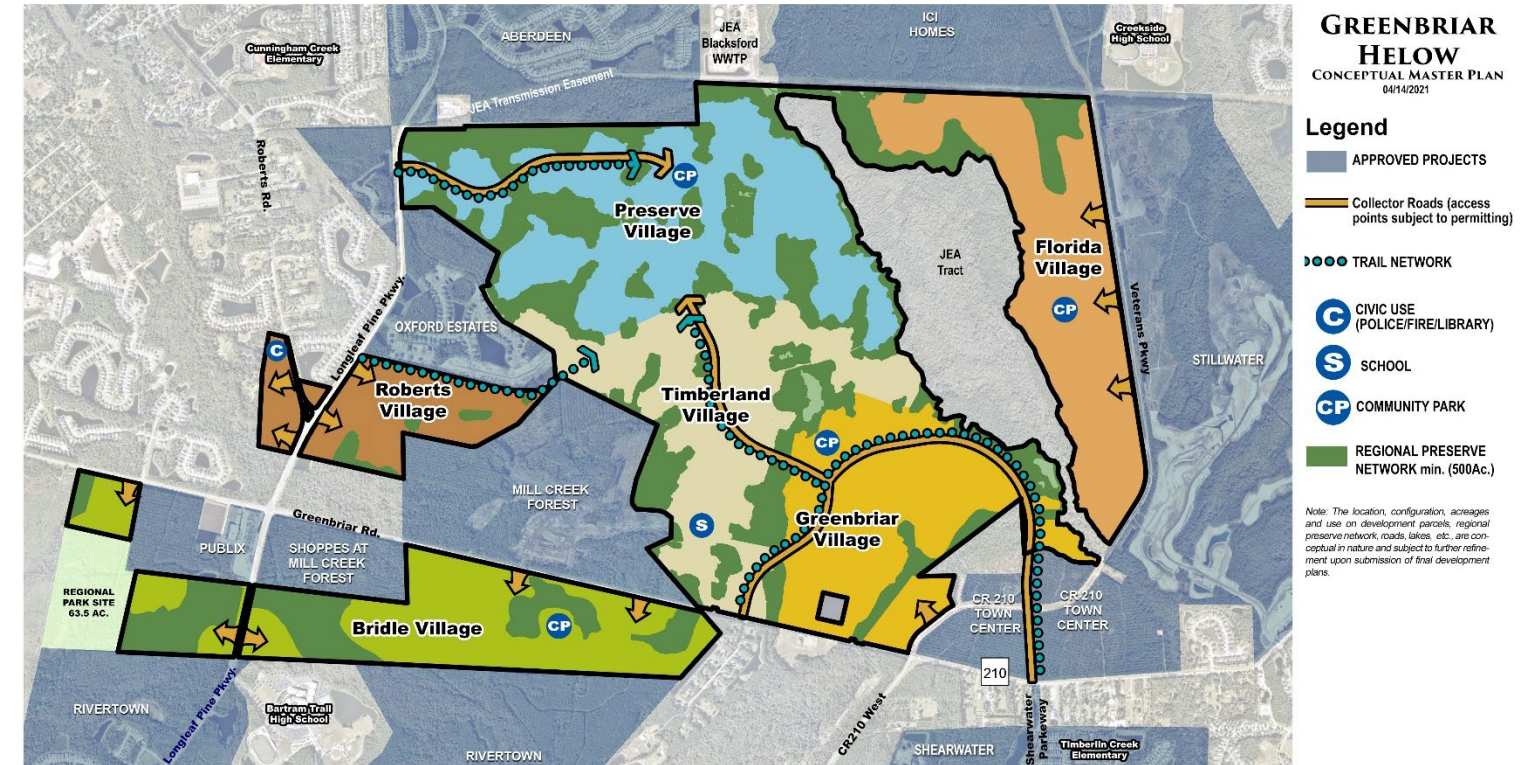 GREENBRIAR
HELOW
CONCEPTUAL MASTER PLAN
04/14/2021
Legend
APPROVED PROJECTS
Collector Roads (access
points subject to permitting)
TRAIL NETWORK
C
CIVIC USE
(POLICE/FIRE/LIBRARY)
S
SCHOOL
CP
COMMUNITY PARK
REGIONAL PRESERVE
NETWORK min. (500Ac.)
Note: The location, configuration, acreages
and use on development parcels, regional
preserve network, roads, lakes, etc., are con-
ceptual in nature and subject to further refine-
ment upon submission of final development
plans.
Cunningham Creek
Elementary
ABERDEEN
JEA
Blacksford
WWTP
ICI
HOMES
Creekside
High School
JEA Transmission Easement
Roberts Rd.
CP
Preserve
Village
JEA
Tract
Florida
Village
CP
Veterans Pkwy
STILLWATER
Longleaf Pine Pkwy.
OXFORD ESTATES
C
Roberts
Village
Timberland
Village
CP
MILL CREEK
FOREST
S
Greenbriar
Village
Greenbriar Rd.
PUBLIX
SHOPPES AT
MILL CREEK
FOREST
REGIONAL
PARK SITE
63.5 AC.
Bridle Village
CP
CR 210
TOWN
CENTER
CR 210
TOWN
CENTER
210
RIVERTOWN
Longleaf Pine Pkwy.
Bartram Trail
High School
RIVERTOWN
CR210 West
SHEARWATER
Shearwater
Parkway
Timberlin Creek
Elementary